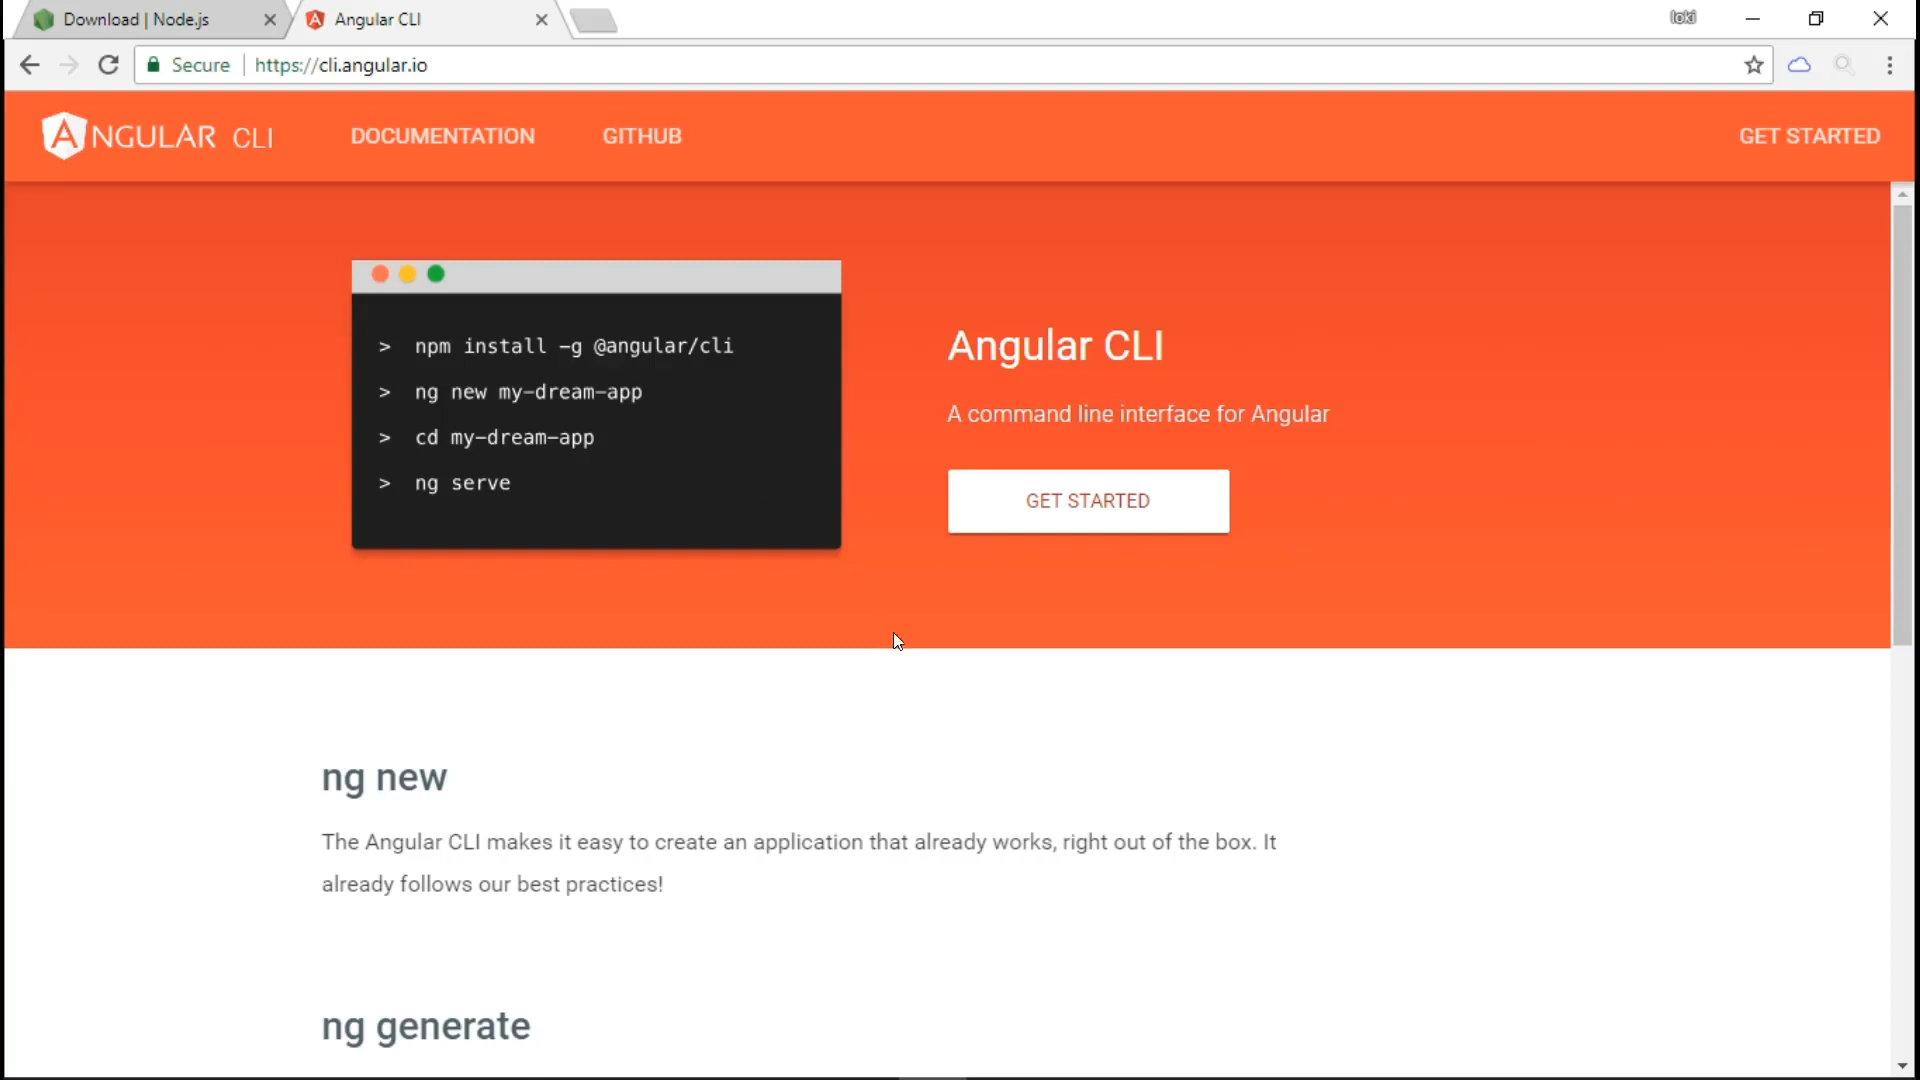 Download | Node.js
Angular CLI
loki
Secure
https://cli.angular.io
ANGULAR CLI
DOCUMENTATION
GITHUB
GET STARTED
> npm install -g @angular/cli
> ng new my-dream-app
> cd my-dream-app
> ng serve
Angular CLI
A command line interface for Angular
GET STARTED
ng new
The Angular CLI makes it easy to create an application that already works, right out of the box. It
already follows our best practices!
ng generate